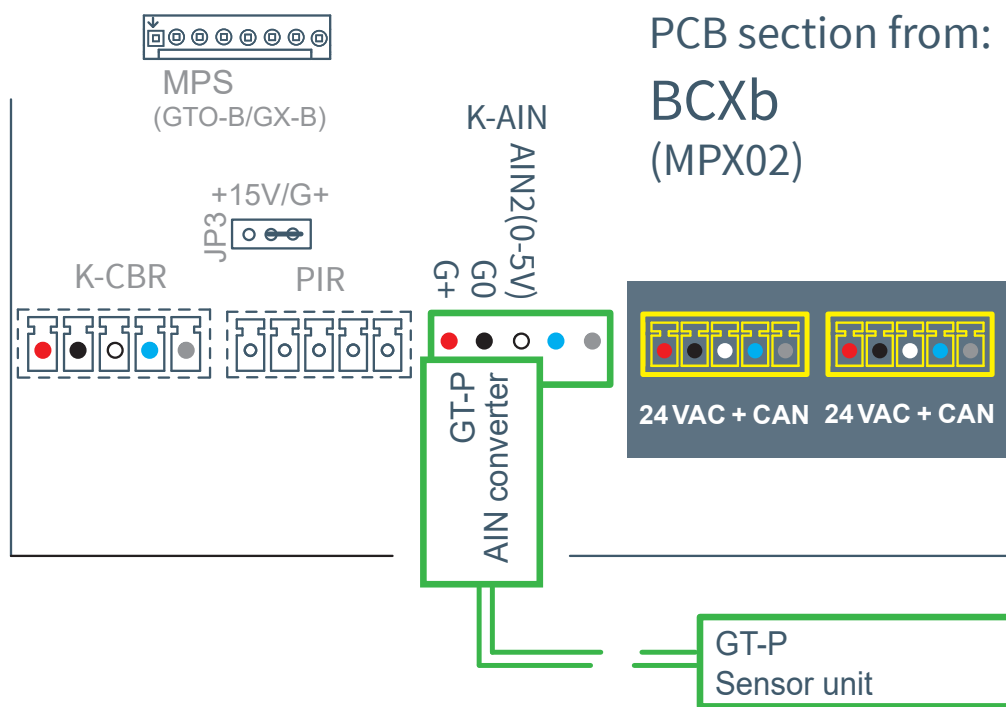 PCB section from:
BCXb
(MPX02)
MPS
(GTO-B/GX-B)
K-AIN
+15V/G+
JP3
K-CBR
PIR
G+
G0
AIN2(0-5V)
GT-P
AIN converter
24 VAC + CAN
24 VAC + CAN
GT-P
Sensor unit